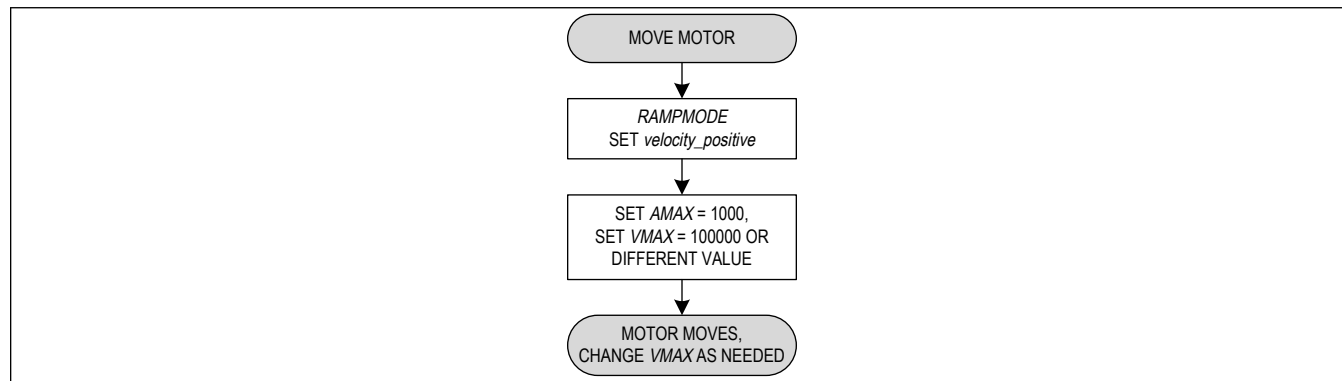 MOVE MOTOR
RAMPMODE
SET velocity_positive
SET AMAX = 1000,
SET VMAX = 100000 OR
DIFFERENT VALUE
MOTOR MOVES,
CHANGE VMAX AS NEEDED